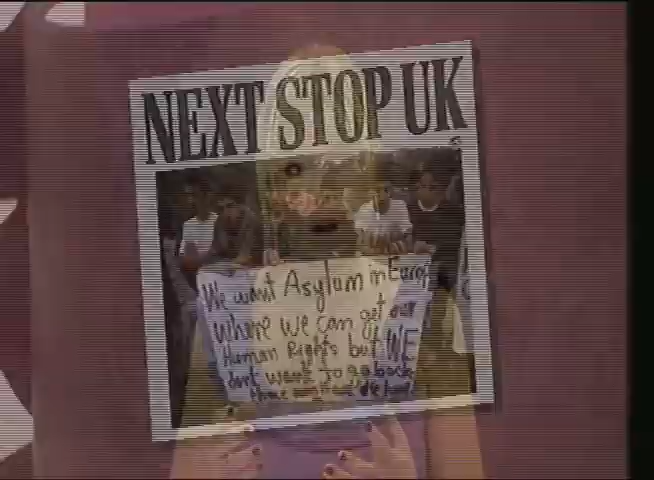 NEXT STOP UK
We want Asylum in Europ
Where we can get our
Human Rights but WE
dont want to go back